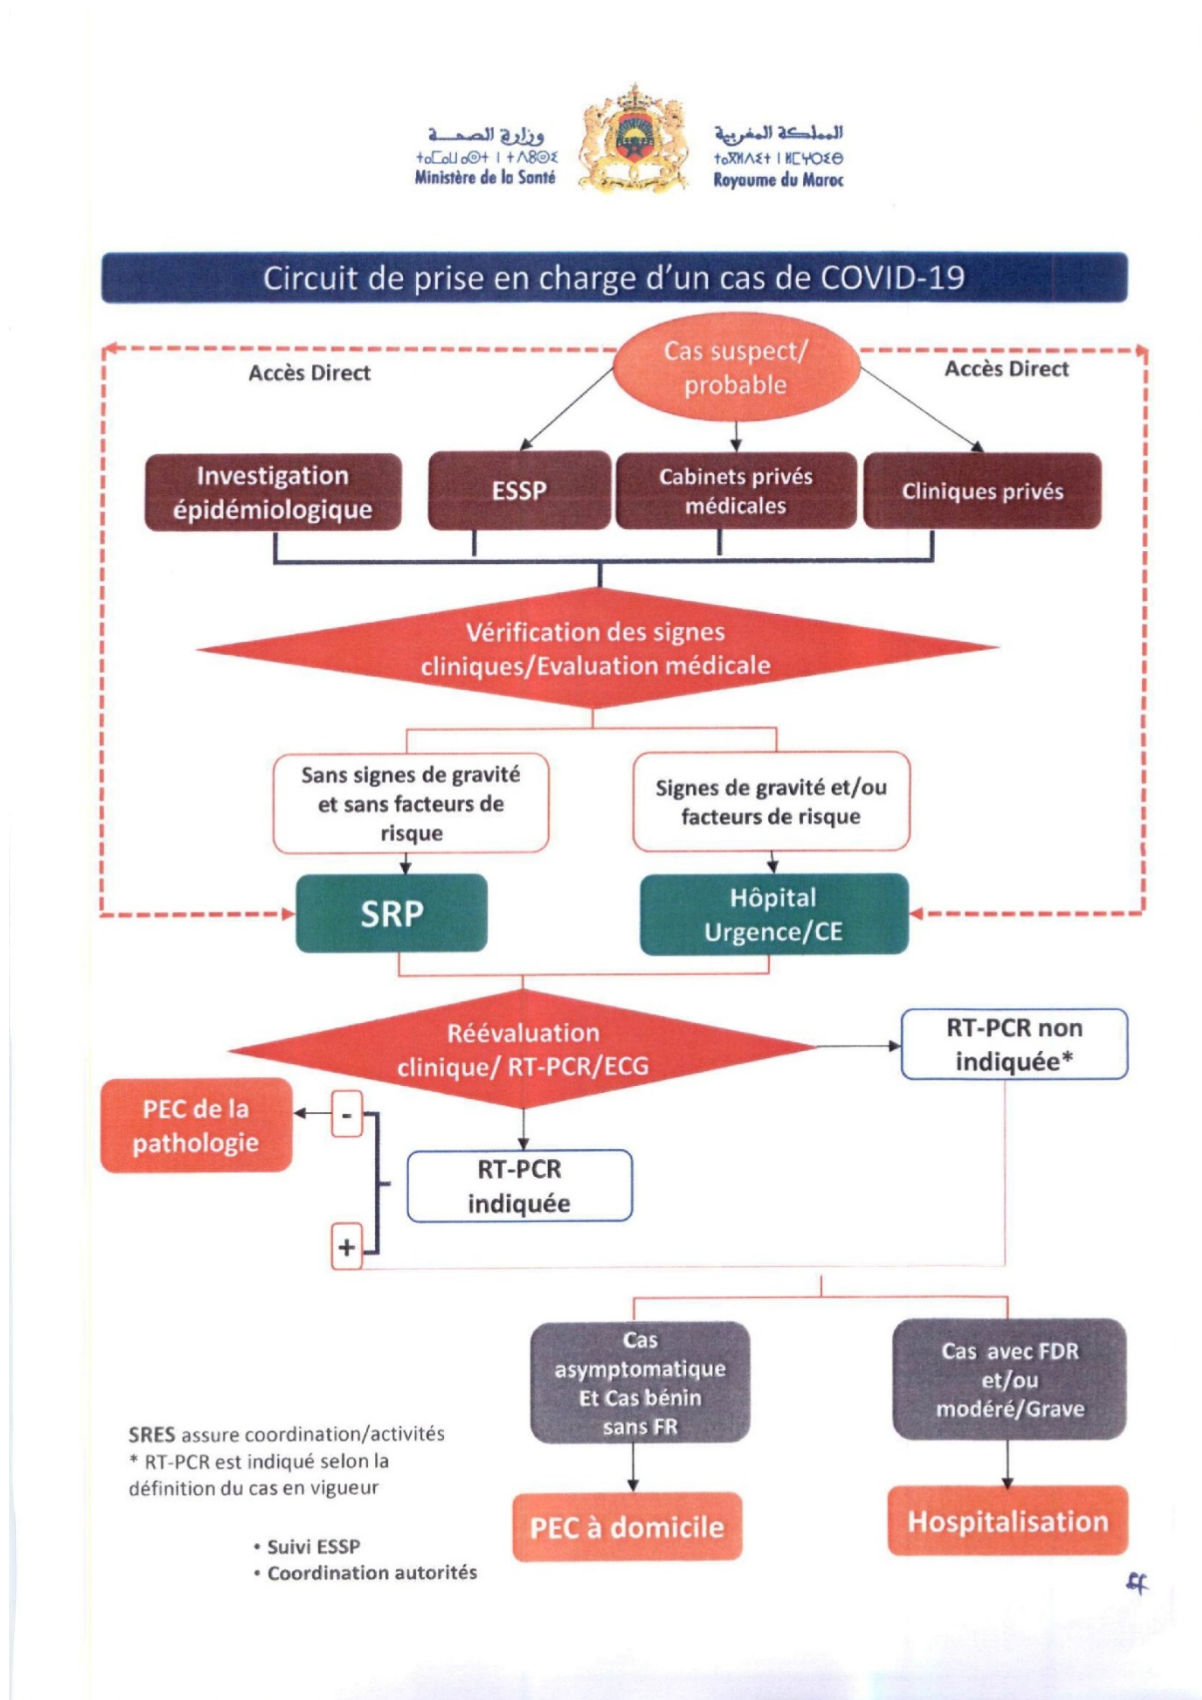 وزارة الصحة
ⵜⴰⵎⴰⵡⴰⵙⵜ ⵏ ⵜⴷⵓⵙⵉ
Ministère de la Santé
المملكة المغربية
ⵜⴰⴳⵍⴷⵉⵜ ⵏ ⵍⵎⵖⵔⵉⴱ
Royaume du Maroc
Circuit de prise en charge d'un cas de COVID-19
Cas suspect/
probable
Accès Direct
Accès Direct
Investigation
épidémiologique
ESSP
Cabinets privés
médicales
Cliniques privés
Vérification des signes
cliniques/Evaluation médicale
Sans signes de gravité
et sans facteurs de
risque
Signes de gravité et/ou
facteurs de risque
SRP
Hôpital
Urgence/CE
Réévaluation
clinique/ RT-PCR/ECG
RT-PCR non
indiquée*
PEC de la
pathologie
-
RT-PCR
indiquée
+
Cas
asymptomatique
Et Cas bénin
sans FR
Cas avec FDR
et/ou
modéré/Grave
SRES assure coordination/activités
* RT-PCR est indiqué selon la
définition du cas en vigueur
PEC à domicile
Hospitalisation
• Suivi ESSP
• Coordination autorités